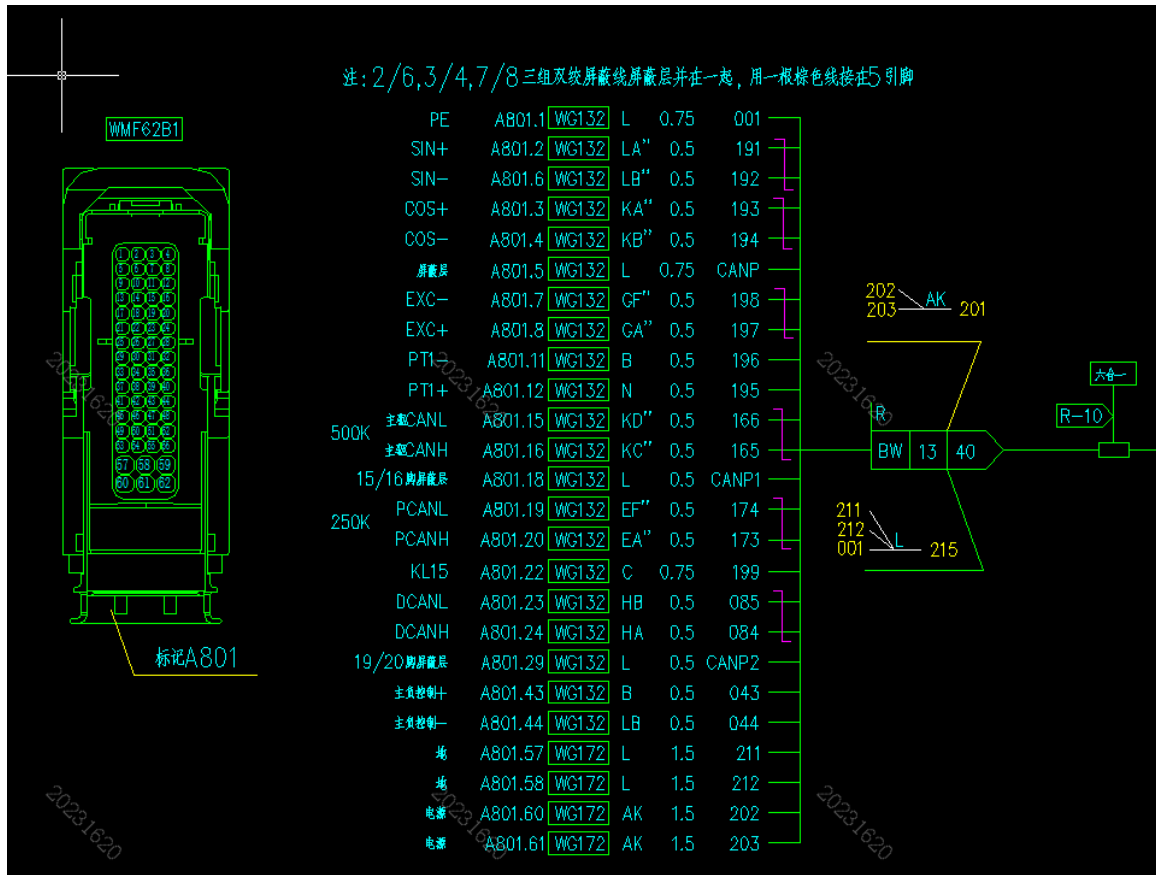 注:2/6,3/4,7/8三组双绞屏蔽线屏蔽层并在一起，用一根棕色线接在5引脚
WMF62B1
PE A801.1 WG132 L 0.75 001
SIN+ A801.2 WG132 LA" 0.5 191
SIN- A801.6 WG132 LB" 0.5 192
COS+ A801.3 WG132 KA" 0.5 193
COS- A801.4 WG132 KB" 0.5 194
屏蔽层 A801.5 WG132 L 0.75 CANP
EXC- A801.7 WG132 GF" 0.5 198
EXC+ A801.8 WG132 GA" 0.5 197
PT1- A801.11 WG132 B 0.5 196
PT1+ A801.12 WG132 N 0.5 195
500K
主驱CANL A801.15 WG132 KD" 0.5 166
主驱CANH A801.16 WG132 KC" 0.5 165
15/16脚屏蔽层 A801.18 WG132 L 0.5 CANP1
250K
PCANL A801.19 WG132 EF" 0.5 174
PCANH A801.20 WG132 EA" 0.5 173
KL15 A801.22 WG132 C 0.75 199
DCANL A801.23 WG132 HB 0.5 085
DCANH A801.24 WG132 HA 0.5 084
19/20脚屏蔽层 A801.29 WG132 L 0.5 CANP2
主负控制+ A801.43 WG132 B 0.5 043
主负控制- A801.44 WG132 LB 0.5 044
地 A801.57 WG172 L 1.5 211
地 A801.58 WG172 L 1.5 212
电源 A801.60 WG172 AK 1.5 202
电源 A801.61 WG172 AK 1.5 203
57 58 59
60 61 62
标记A801
202
203 AK 201
R
BW 13 40
211
212
001 L 215
六合一
R-10
20231620
20231620
20231620
20231620
20231620
20231620